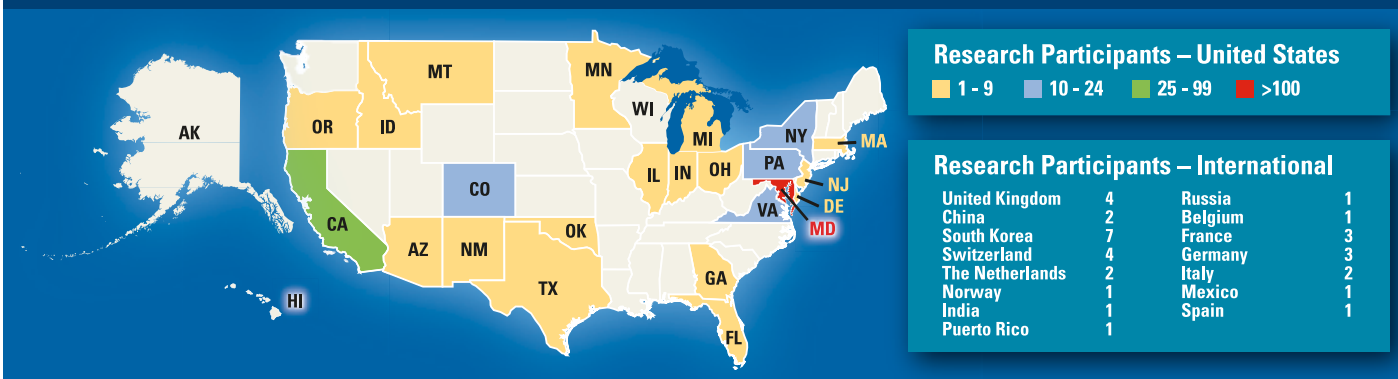 AK
HI
MT
OR
ID
CA
CO
AZ
NM
TX
OK
MN
WI
MI
IL
IN
OH
NY
PA
VA
GA
FL
MA
NJ
DE
MD
Research Participants – United States
1 - 9 10 - 24 25 - 99 >100
Research Participants – International
United Kingdom 4
China 2
South Korea 7
Switzerland 4
The Netherlands 2
Norway 1
India 1
Puerto Rico 1
Russia 1
Belgium 1
France 3
Germany 3
Italy 2
Mexico 1
Spain 1